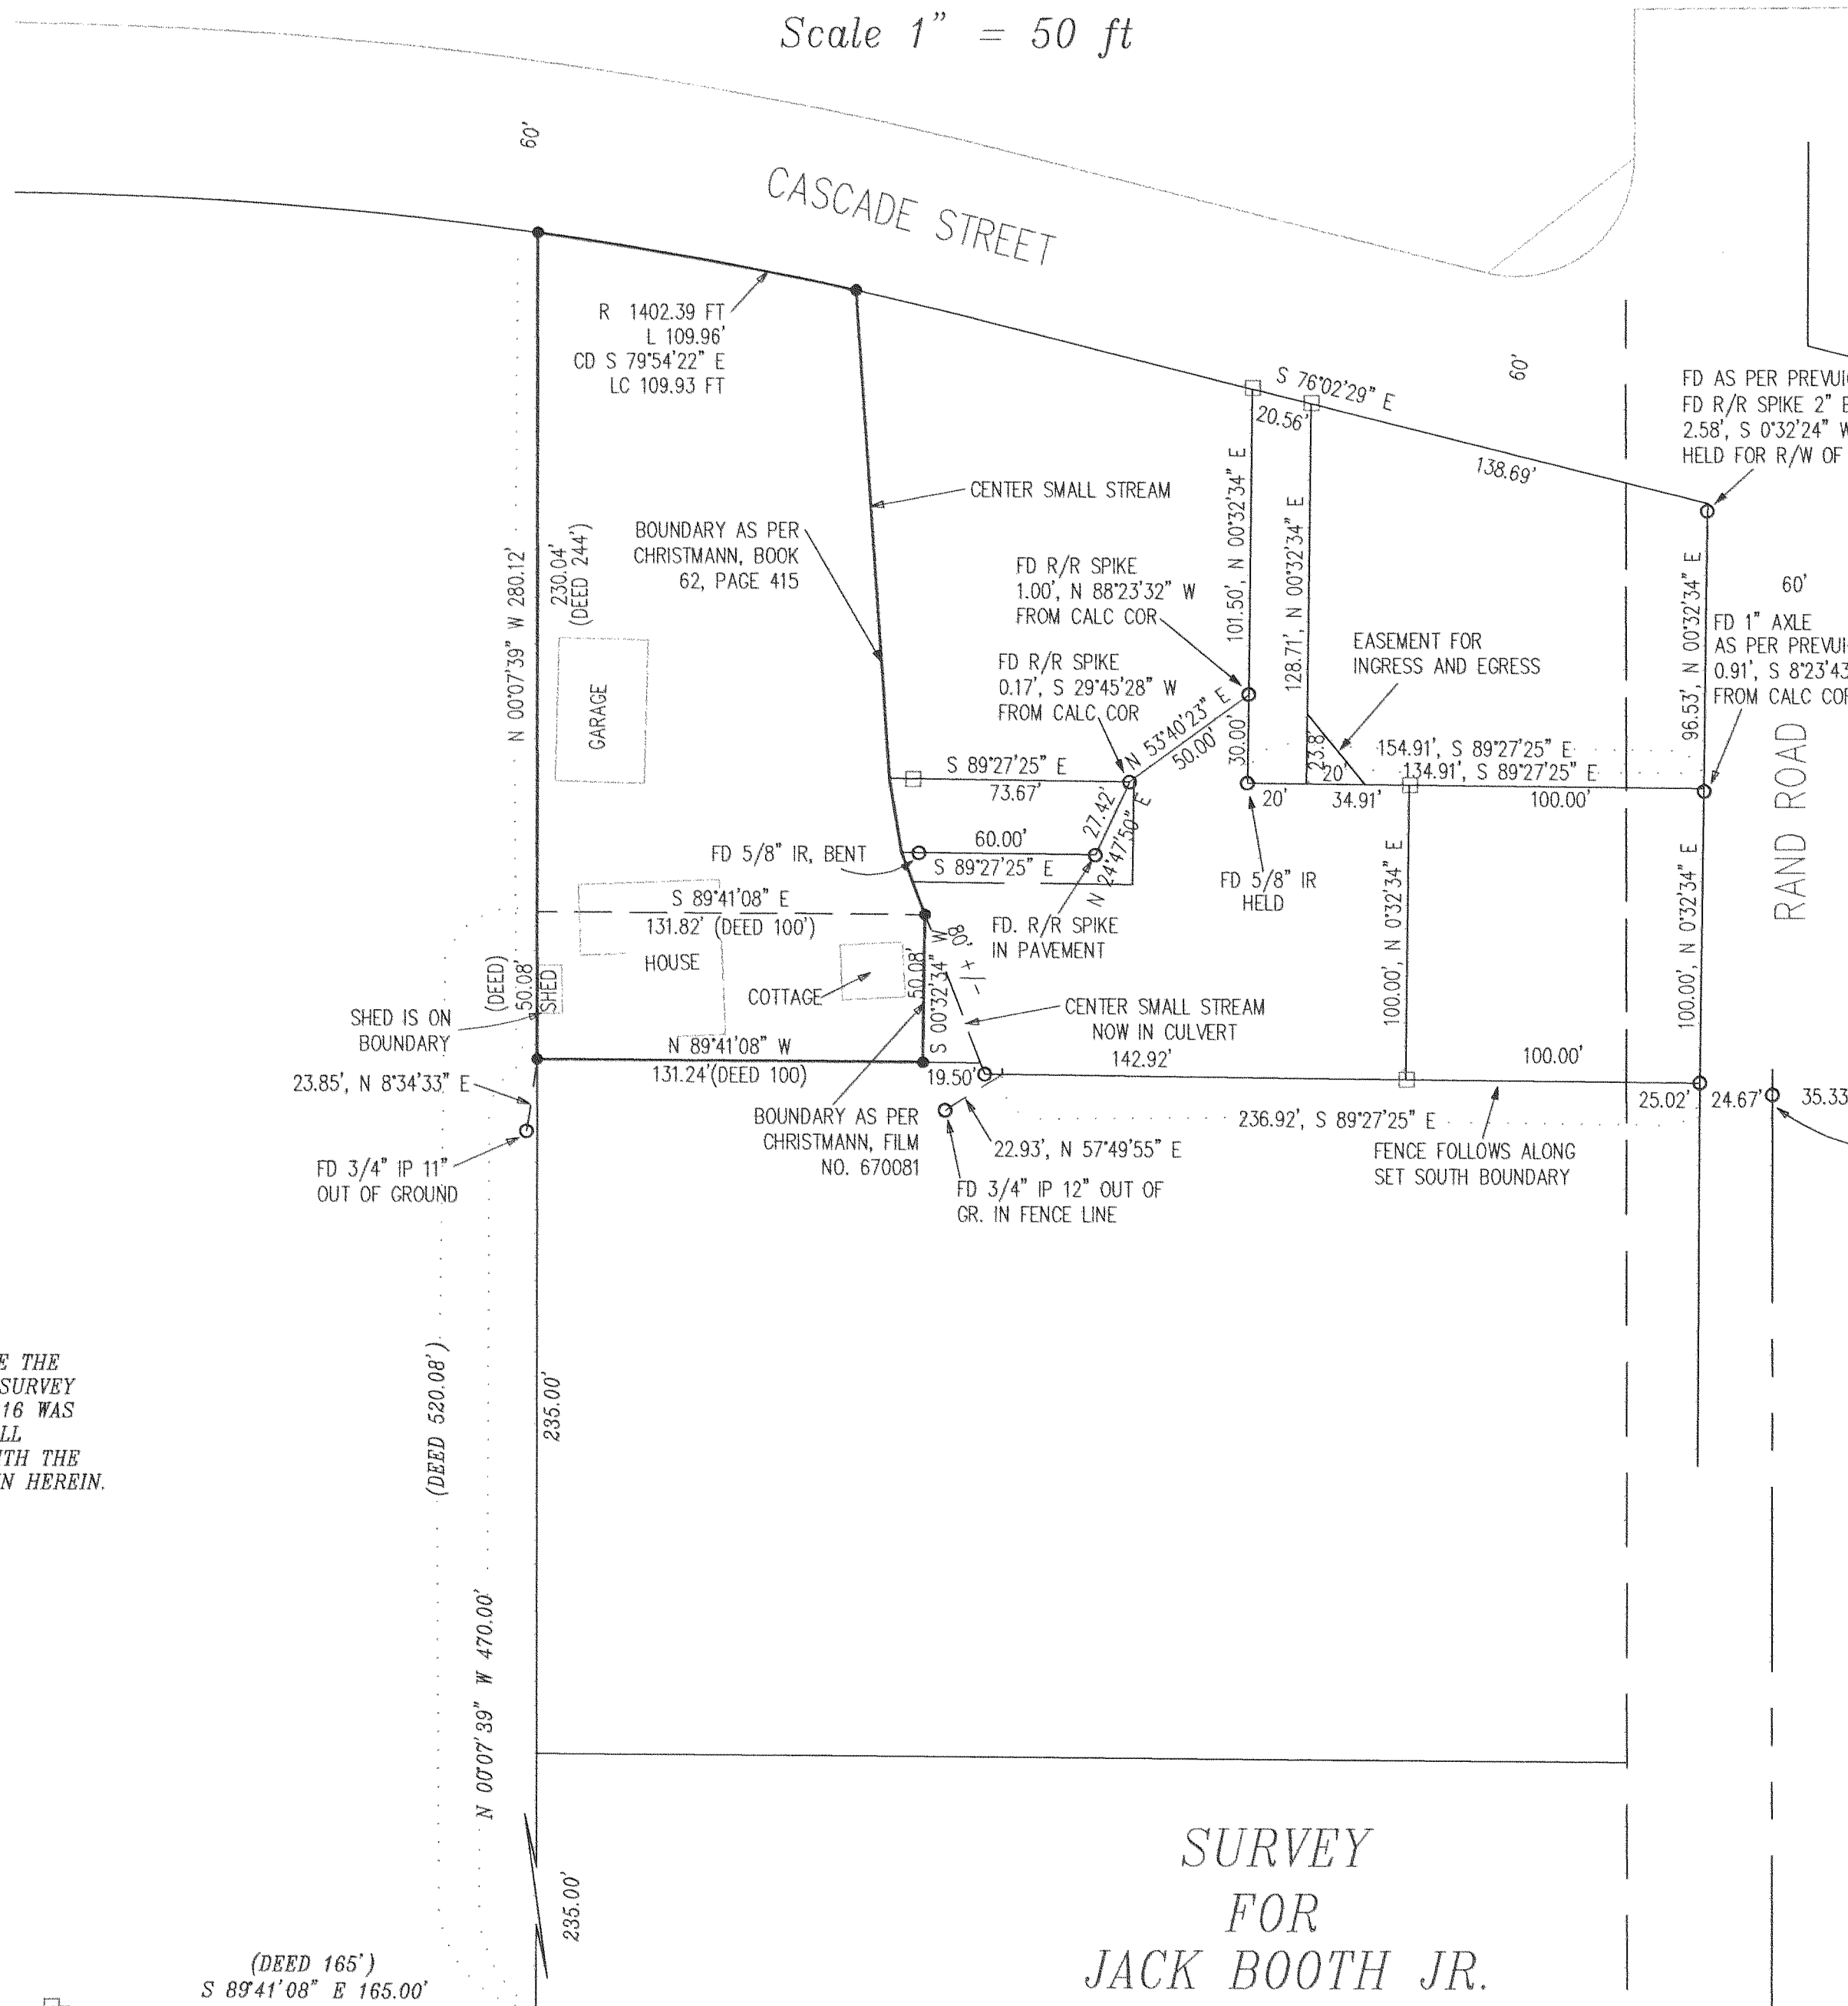 Scale 1" = 50 ft
60'
CASCADE STREET
R 1402.39 FT
L 109.96'
CD S 79°54'22" E
LC 109.93 FT
60'
S 76°02'29" E
20.56'
138.69'
FD AS PER
FD R/R SPIKE 2"
2.58', S 0°32'24" W
HELD FOR R/W OF
CENTER SMALL STREAM
BOUNDARY AS PER
CHRISTMANN, BOOK
62, PAGE 415
N 00°07'39" W 280.12'
230.04'
(DEED 244')
GARAGE
FD R/R SPIKE
1.00', N 88°23'32" W
FROM CALC COR
101.50', N 00°32'34" E
128.71', N 00°32'34" E
96.53', N 00°32'34" E
60'
FD 1" AXLE
AS PER
0.91', S 8°23'43"
FROM CALC COR
EASEMENT FOR
INGRESS AND EGRESS
FD R/R SPIKE
0.17', S 29°45'28" W
FROM CALC COR
N 53°40'23" E
50.00'
30.00'
23.8'
20'
154.91', S 89°27'25" E
134.91', S 89°27'25" E
20'
34.91'
100.00'
RAND ROAD
S 89°27'25" E
73.67'
27.42'
N 24°47'50" E
60.00'
S 89°27'25" E
FD 5/8" IR, BENT
FD 5/8" IR
HELD
FD. R/R SPIKE
IN PAVEMENT
S 89°41'08" E
131.82' (DEED 100')
HOUSE
COTTAGE
(DEED)
50.08'
SHED
SHED IS ON
BOUNDARY
50.08'
S 00°32'34" W
80' +-
CENTER SMALL STREAM
NOW IN CULVERT
100.00', N 0°32'34" E
100.00', N 0°32'34" E
N 89°41'08" W
131.24'(DEED 100)
19.50'
142.92'
100.00'
25.02'
24.67'
35.33
23.85', N 8°34'33" E
FD 3/4" IP 11"
OUT OF GROUND
BOUNDARY AS PER
CHRISTMANN, FILM
NO. 670081
22.93', N 57°49'55" E
FD 3/4" IP 12" OUT OF
GR. IN FENCE LINE
236.92', S 89°27'25" E
FENCE FOLLOWS ALONG
SET SOUTH BOUNDARY
THE
SURVEY
16 WAS
THE
HEREIN.
(DEED 520.08')
235.00'
N 00°07'39" W 470.00'
235.00'
(DEED 165')
S 89°41'08" E 165.00'
SURVEY
FOR
JACK BOOTH JR.